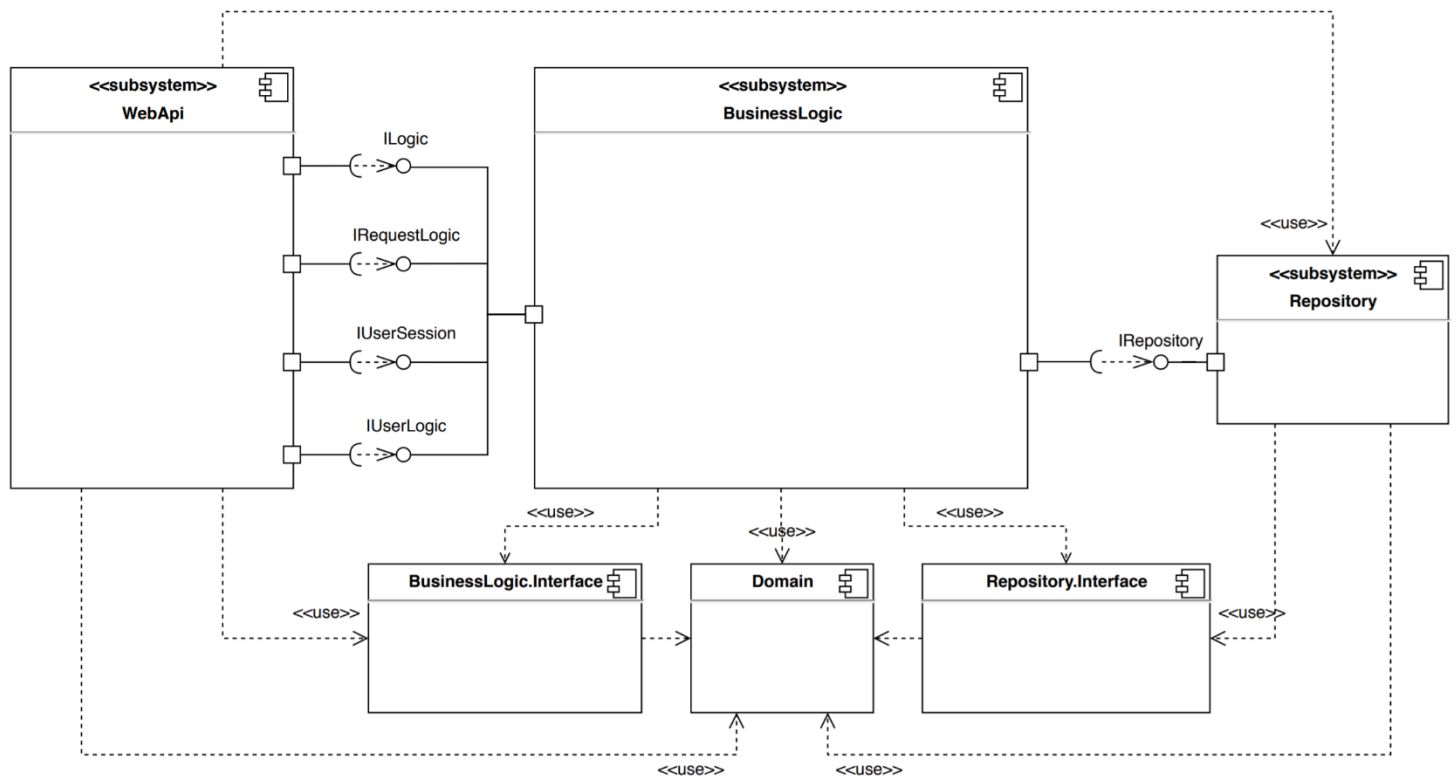 <<subsystem>>
WebApi
<<subsystem>>
BusinessLogic
ILogic
IRequestLogic
IUserSession
IUserLogic
<<use>>
<<subsystem>>
Repository
IRepository
<<use>>
<<use>>
<<use>>
BusinessLogic.Interface
Domain
Repository.Interface
<<use>>
<<use>>
<<use>>
<<use>>